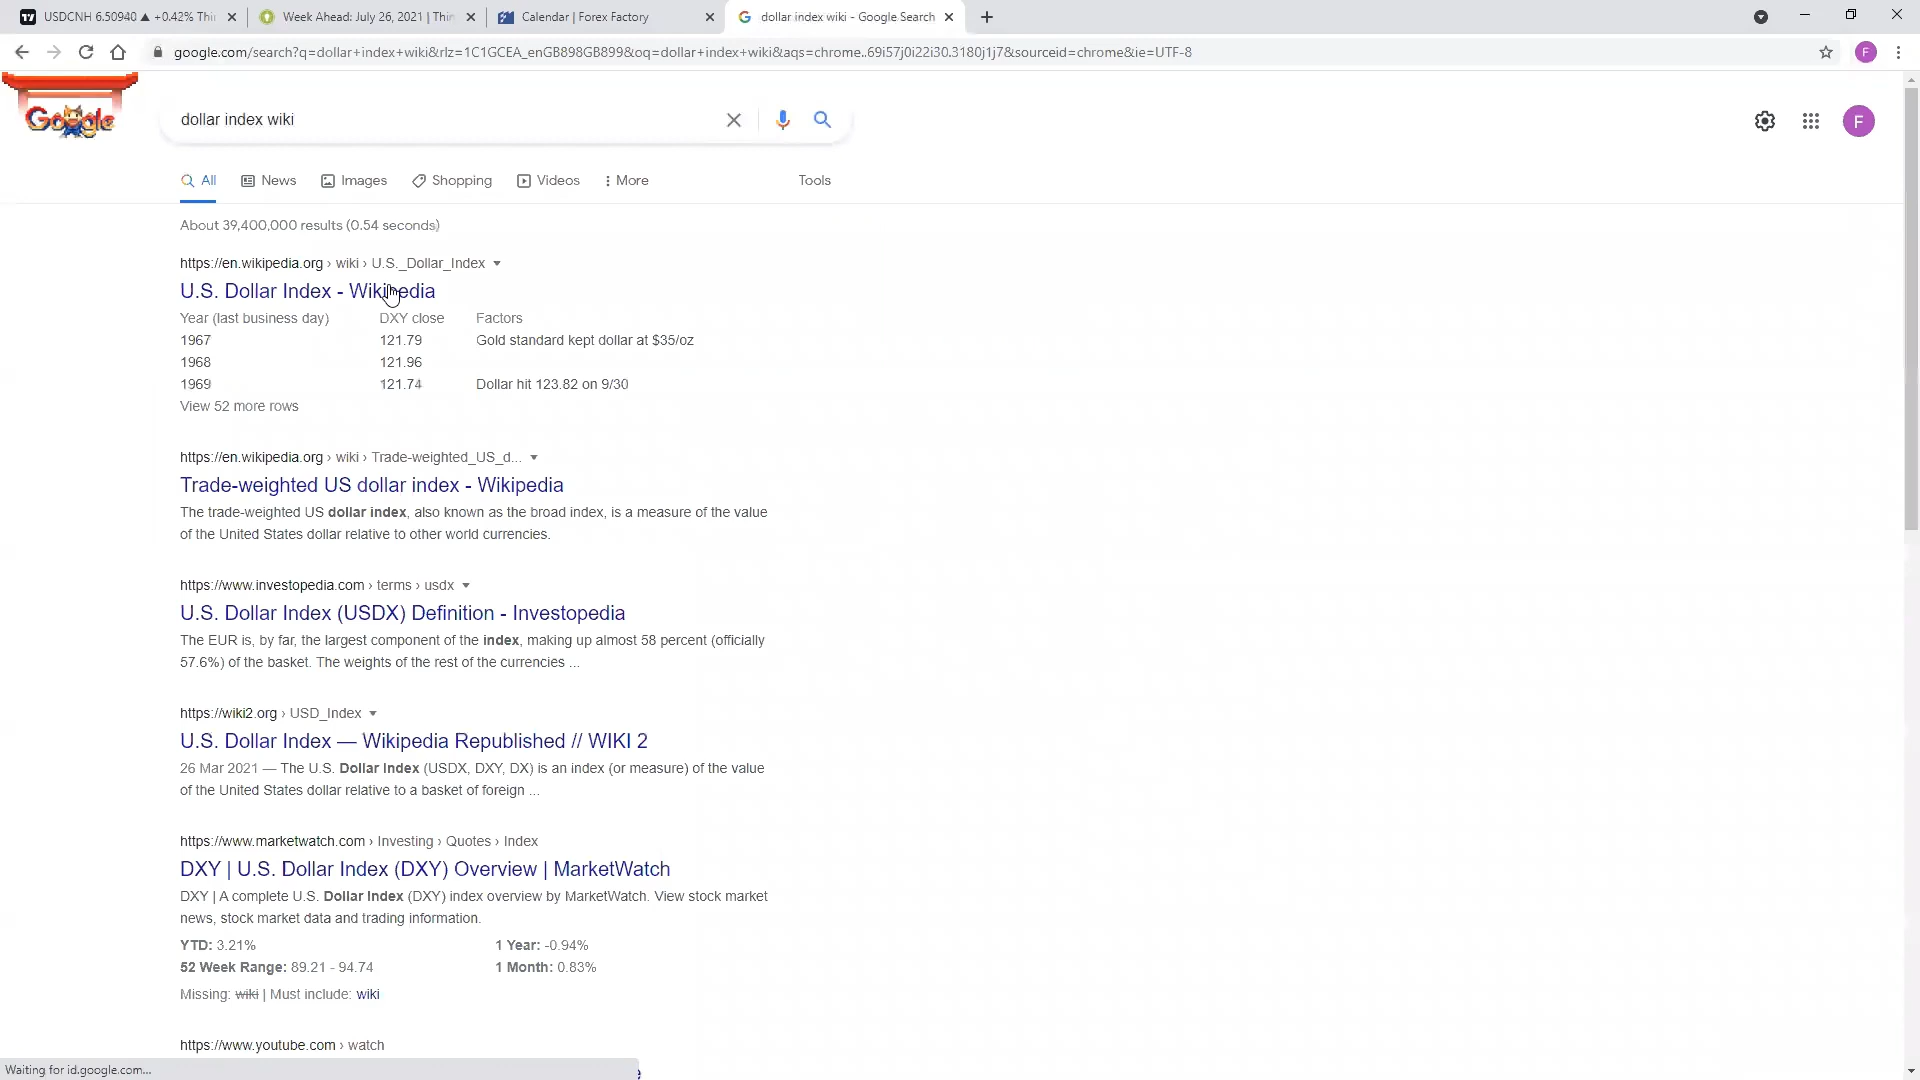 USDCNH 6.50940 ▲ +0.42% Thi
Week Ahead: July 26, 2021 | Thin
Calendar | Forex Factory
dollar index wiki - Google Search
google.com/search?q=dollar+index+wiki&rlz=1C1GCEA_enGB898GB899&oq=dollar+index+wiki&aqs=chrome..69i57j0i22i30.3180j1j7&sourceid=chrome&ie=UTF-8
F
Google
dollar index wiki
F
All
News
Images
Shopping
Videos
More
Tools
About 39,400,000 results (0.54 seconds)
https://en.wikipedia.org › wiki › U.S._Dollar_Index
U.S. Dollar Index - Wikipedia
Year (last business day) DXY close Factors
1967 121.79 Gold standard kept dollar at $35/oz
1968 121.96
1969 121.74 Dollar hit 123.82 on 9/30
View 52 more rows
https://en.wikipedia.org › wiki › Trade-weighted_US_d...
Trade-weighted US dollar index - Wikipedia
The trade-weighted US dollar index, also known as the broad index, is a measure of the value
of the United States dollar relative to other world currencies.
https://www.investopedia.com › terms › usdx
U.S. Dollar Index (USDX) Definition - Investopedia
The EUR is, by far, the largest component of the index, making up almost 58 percent (officially
57.6%) of the basket. The weights of the rest of the currencies ...
https://wiki2.org › USD_Index
U.S. Dollar Index — Wikipedia Republished // WIKI 2
26 Mar 2021 — The U.S. Dollar Index (USDX, DXY, DX) is an index (or measure) of the value
of the United States dollar relative to a basket of foreign ...
https://www.marketwatch.com › Investing › Quotes › Index
DXY | U.S. Dollar Index (DXY) Overview | MarketWatch
DXY | A complete U.S. Dollar Index (DXY) index overview by MarketWatch. View stock market
news, stock market data and trading information.
YTD: 3.21% 1 Year: -0.94%
52 Week Range: 89.21 - 94.74 1 Month: 0.83%
Missing: wiki | Must include: wiki
https://www.youtube.com › watch
Waiting for id.google.com...